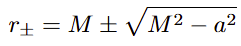 r± = M ± √(M² − a²)